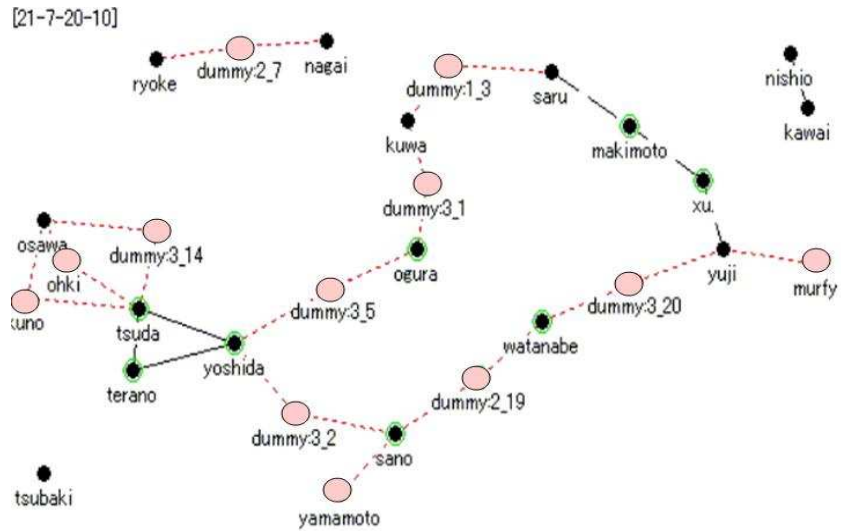 [21-7-20-10]
ryoke
dummy:2_7
nagai
dummy:1_3
saru
nishio
kawai
kuwa
makimoto
dummy:3_1
xu.
osawa
dummy:3_14
ohki
ogura
yuji
murfy
kuno
tsuda
dummy:3_5
dummy:3_20
yoshida
watanabe
terano
dummy:2_19
dummy:3_2
sano
tsubaki
yamamoto